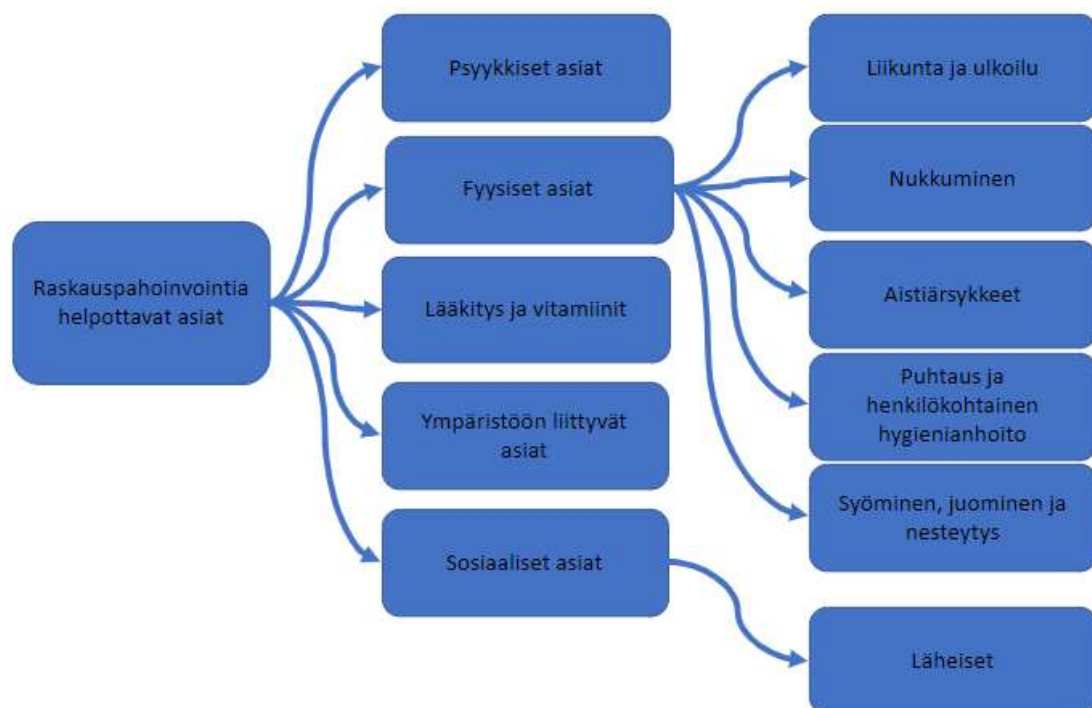 Raskauspahoinvointia
helpottavat asiat
Psyykkiset asiat
Fyysiset asiat
Lääkitys ja vitamiinit
Ympäristöön liittyvät
asiat
Sosiaaliset asiat
Liikunta ja ulkoilu
Nukkuminen
Aistiärsykkeet
Puhtaus ja
henkilökohtainen
hygienianhoito
Syöminen, juominen ja
nesteytys
Läheiset